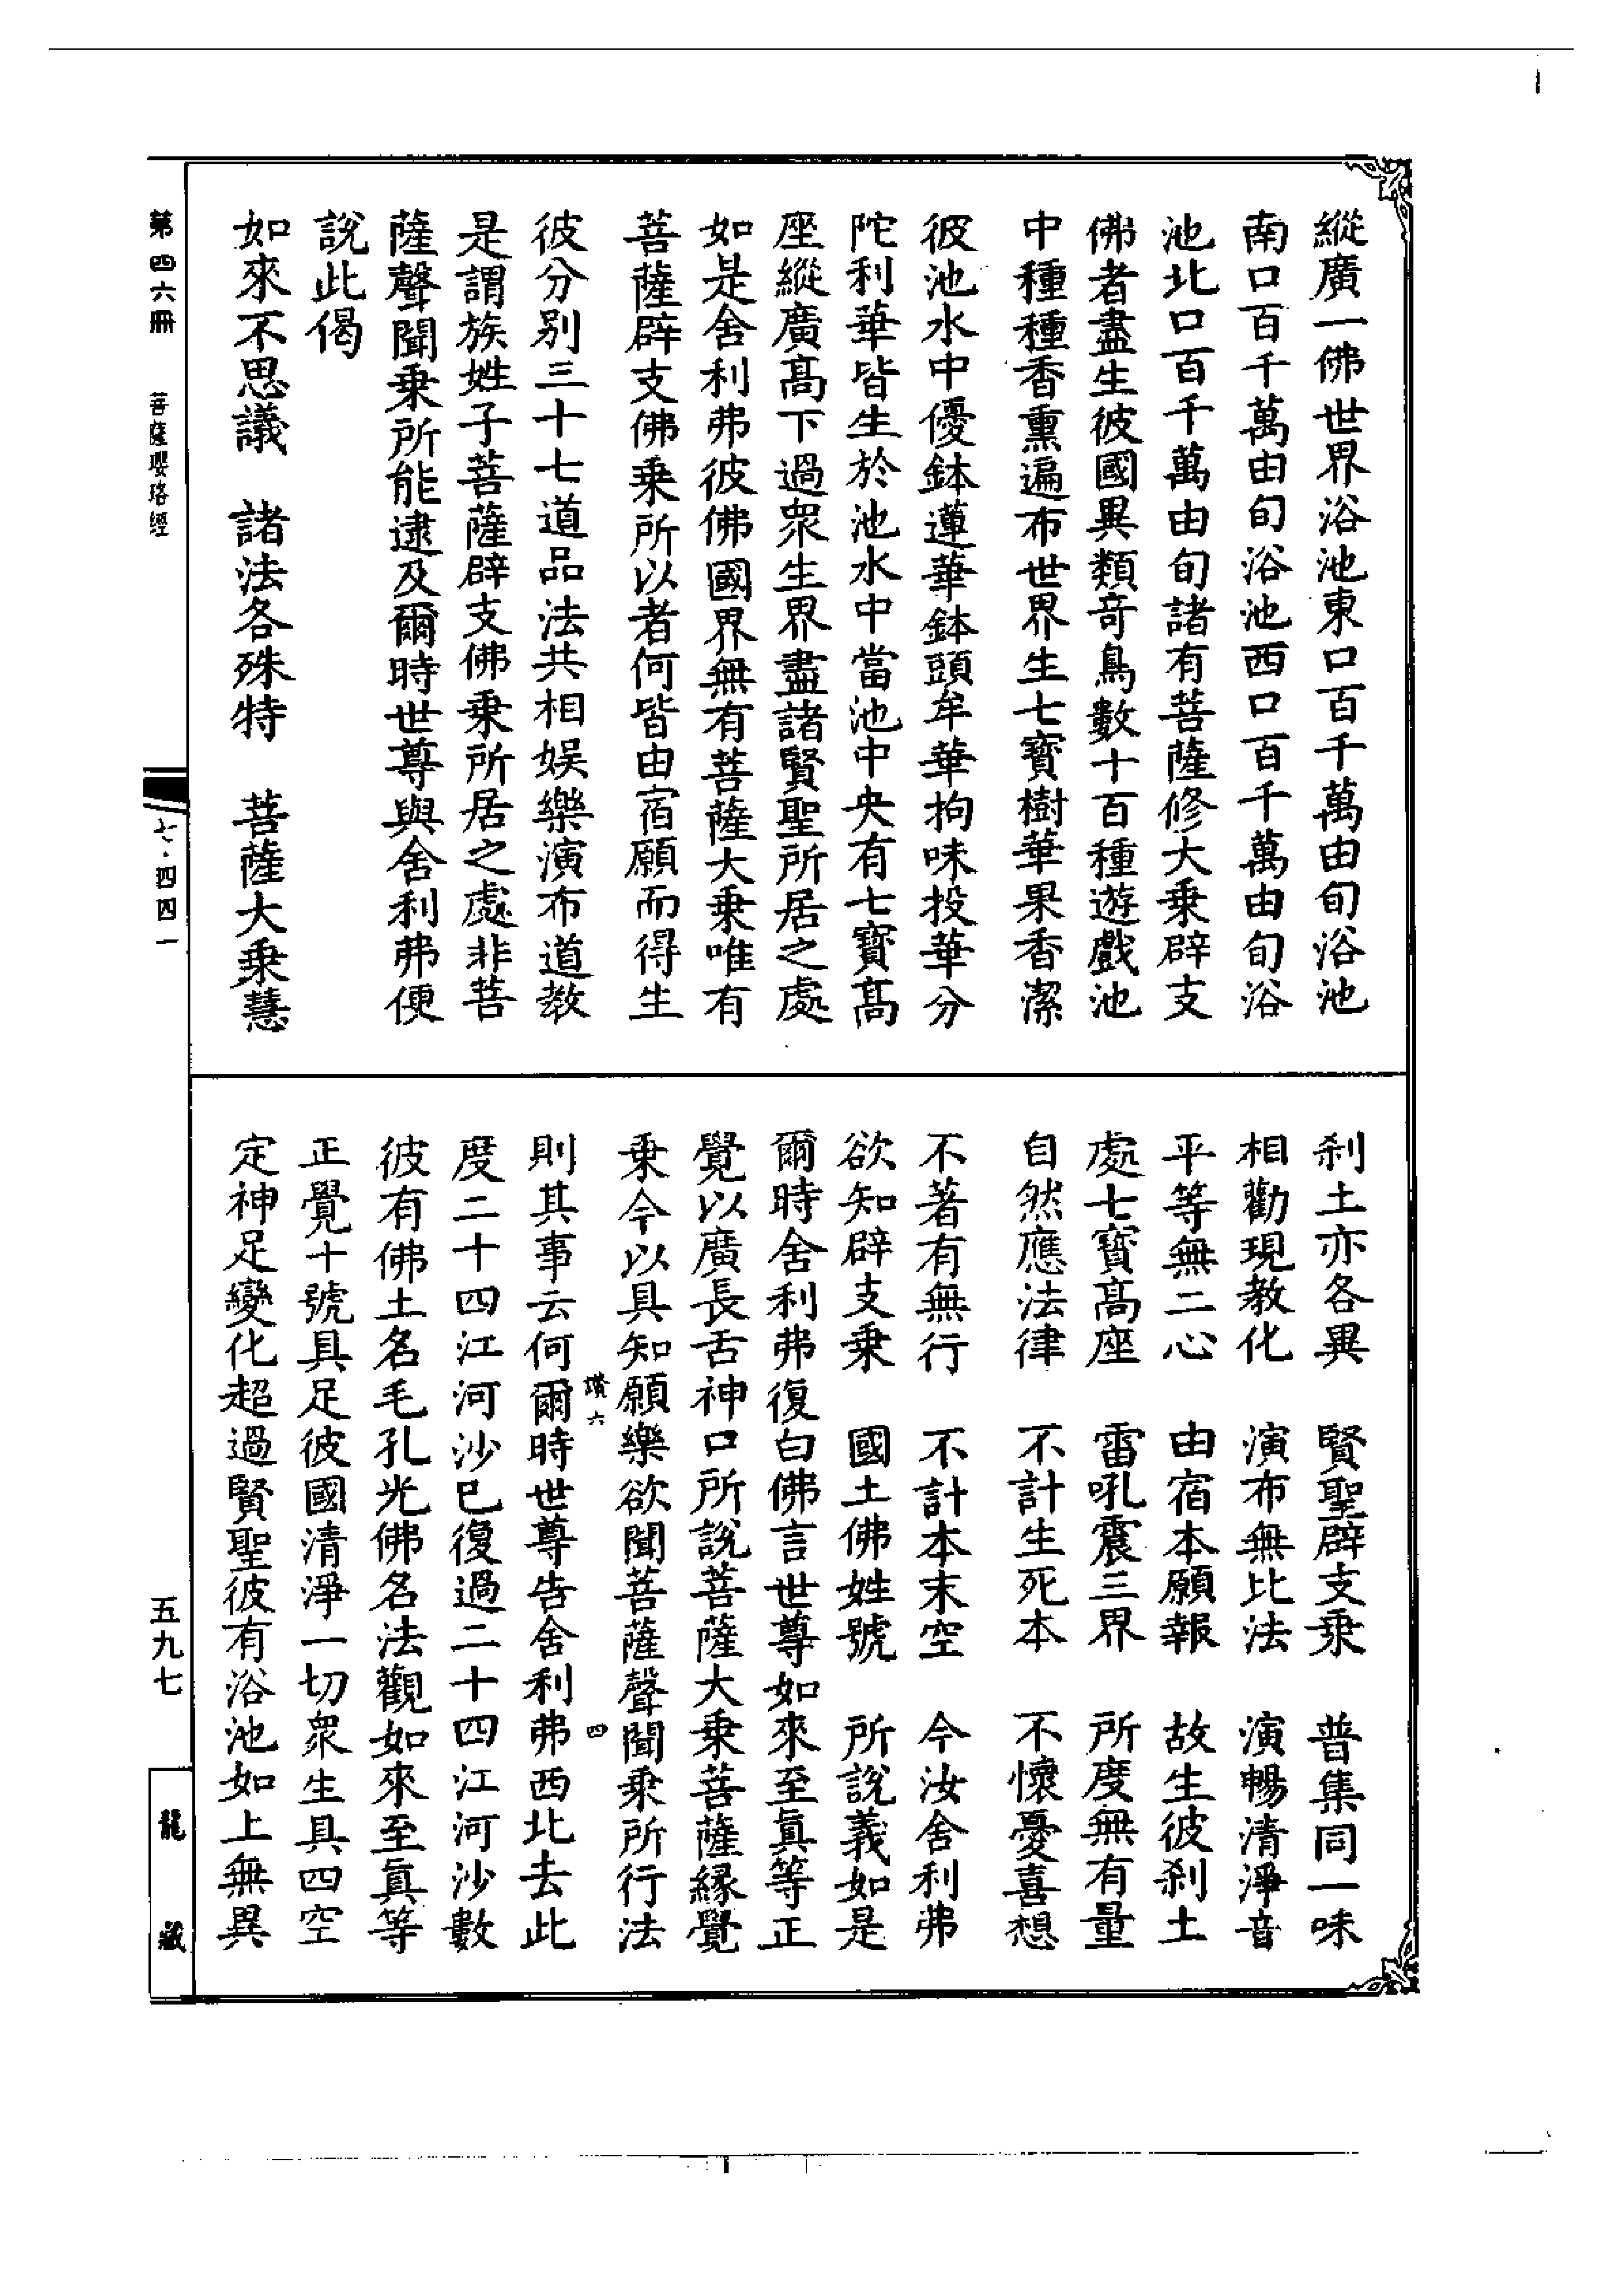 縱廣一佛世界浴池東口百千萬由旬浴池
南口百千萬由旬浴池西口百千萬由旬浴
池北口百千萬由旬諸有菩薩修大乗辟支
佛者盡生彼國異類奇鳥數十百種遊戲池
中種種香熏遍布世界生七寶樹華果香潔
彼池水中優鉢蓮華鉢頭牟華拘味投華分
陀利華皆生於池水中當池中央有七寶髙
座縱廣髙下過衆生界盡諸賢聖所居之處
如是舍利弗彼佛國界無有菩薩大乗唯有
菩薩辟支佛乗所以者何皆由宿願而得生
彼分别三十七道品法共相娱樂演布道教
是謂族姓子菩薩辟支佛乗所居之處非菩
薩聲聞乗所能逮及爾時世尊與舍利弗便
說此偈
如來不思議　諸法各殊特　菩薩大乗慧
刹土亦各異　賢聖辟支乗　普集同一味
相勸現教化　演布無比法　演暢清淨音
平等無二心　由宿本願報　故生彼刹土
處七寶髙座　雷吼震三界　所度無有量
自然應法律　不計生死本　不懷憂喜想
不著有無行　不計本末空　今汝舍利弗
欲知辟支乗　國土佛姓號　所說義如是
爾時舍利弗復白佛言世尊如來至眞等正
覺以廣長舌神口所說菩薩大乗菩薩縁覺
乗今以具知願樂欲聞菩薩聲聞乗所行法
則其事云何爾時世尊告舍利弗西北去此
度二十四江河沙已復過二十四江河沙數
彼有佛土名毛孔光佛名法觀如來至眞等
正覺十號具足彼國清淨一切衆生具四空
定神足變化超過賢聖彼有浴池如上無異
讃六
四
第四六冊　菩薩瓔珞經
七·四四一
五九七
龍藏